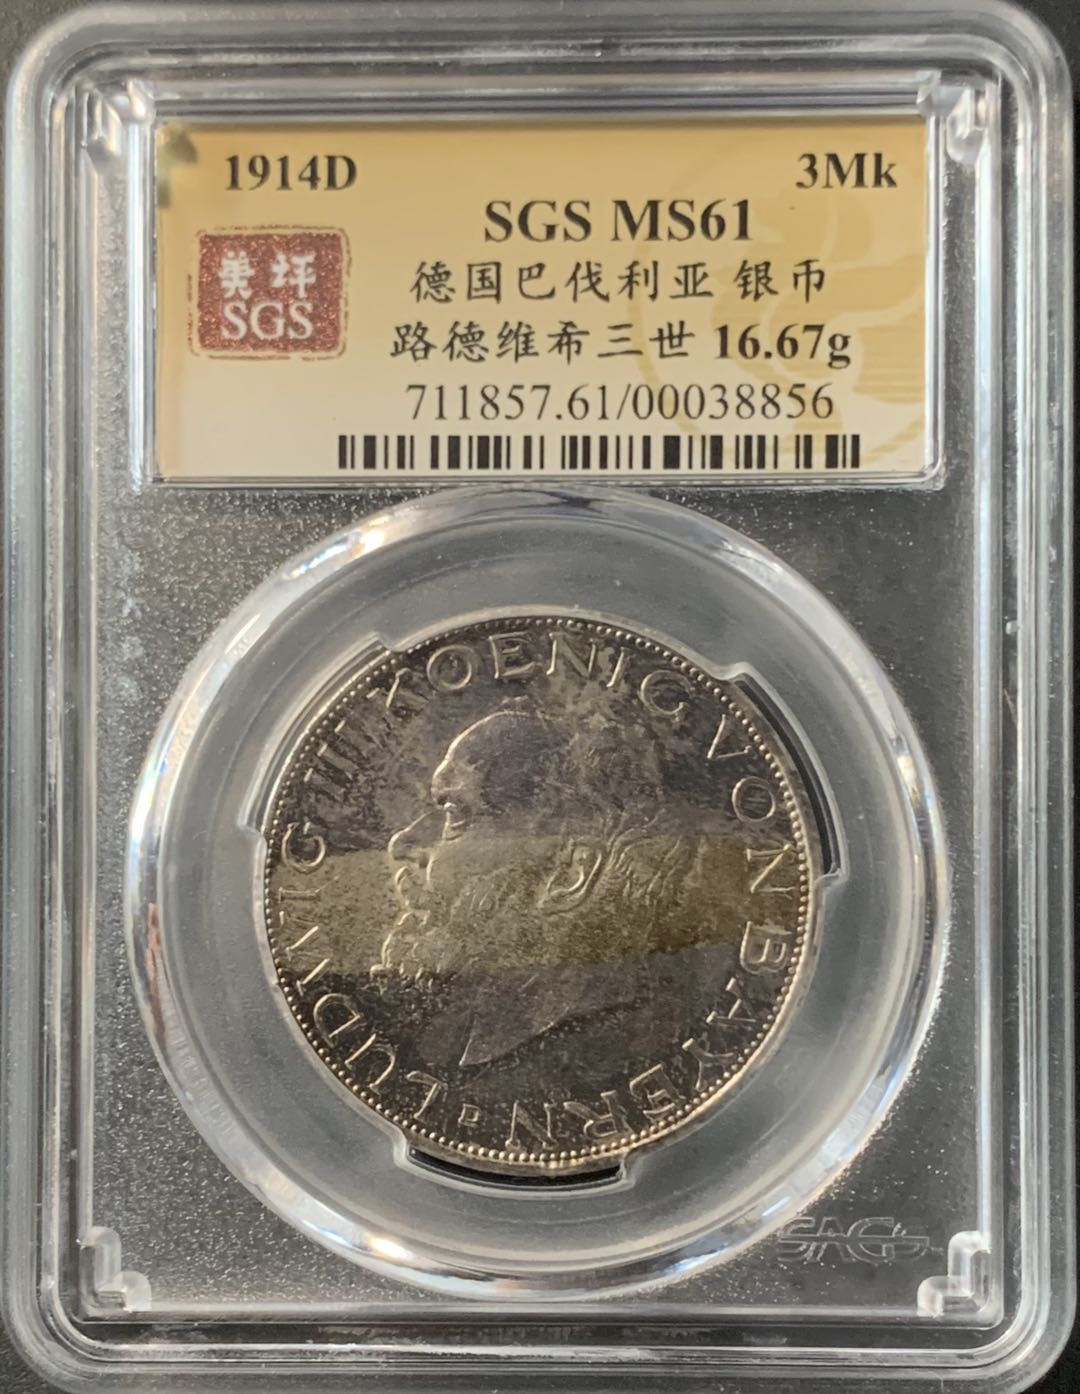 1914D
3Mk
SGS MS61
德国巴伐利亚 银币
路德维希三世 16.67g
711857.61/00038856
美评
SGS
LUDWIG III KOENIG VON BAYERN
D
SACGS